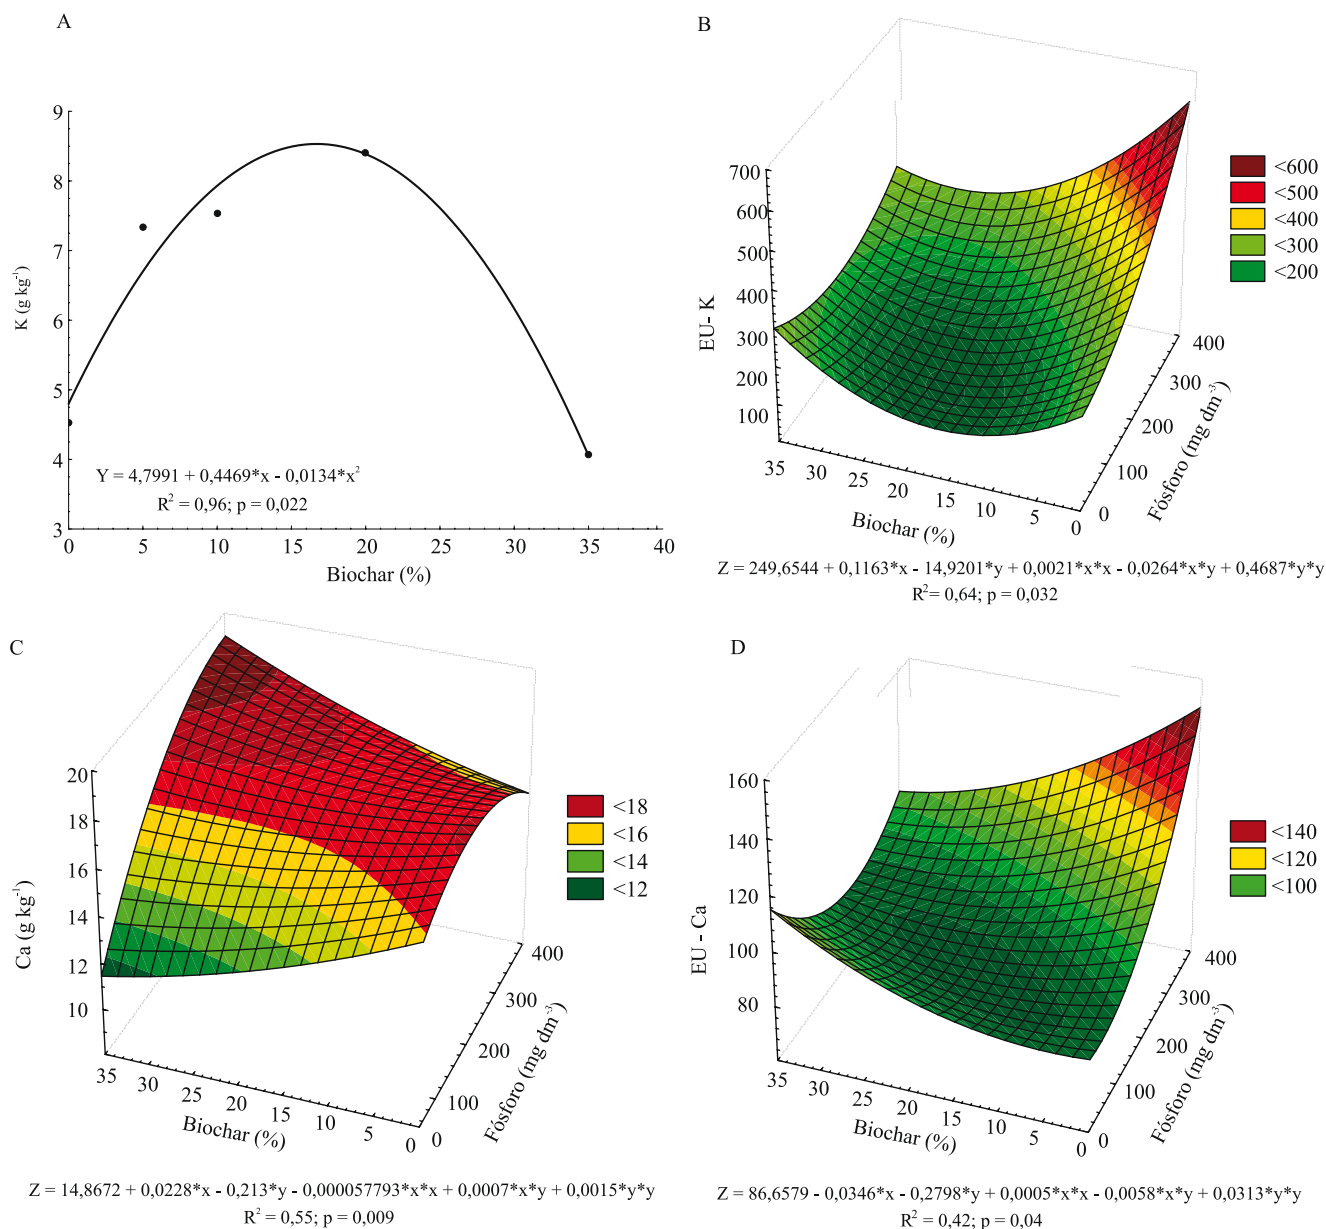 A
9
8
7
6
5
4
3
K (g kg⁻¹)
Y = 4,7991 + 0,4469*x - 0,0134*x²
R² = 0,96; p = 0,022
0 5 10 15 20 25 30 35 40
Biochar (%)
B
700
600
500
400
300
200
100
EU- K
35 30 25 20 15 10 5 0
Biochar (%)
0 100 200 300 400
Fósforo (mg dm⁻³)
<600
<500
<400
<300
<200
Z = 249,6544 + 0,1163*x - 14,9201*y + 0,0021*x*x - 0,0264*x*y + 0,4687*y*y
R²= 0,64; p = 0,032
C
20
18
16
14
12
10
Ca (g kg⁻¹)
35 30 25 20 15 10 5 0
Biochar (%)
0 100 200 300 400
Fósforo (mg dm⁻³)
<18
<16
<14
<12
Z = 14,8672 + 0,0228*x - 0,213*y - 0,000057793*x*x + 0,0007*x*y + 0,0015*y*y
R² = 0,55; p = 0,009
D
160
140
120
100
80
EU - Ca
35 30 25 20 15 10 5 0
Biochar (%)
0 100 200 300 400
Fósforo (mg dm⁻³)
<140
<120
<100
Z = 86,6579 - 0,0346*x - 0,2798*y + 0,0005*x*x - 0,0058*x*y + 0,0313*y*y
R² = 0,42; p = 0,04